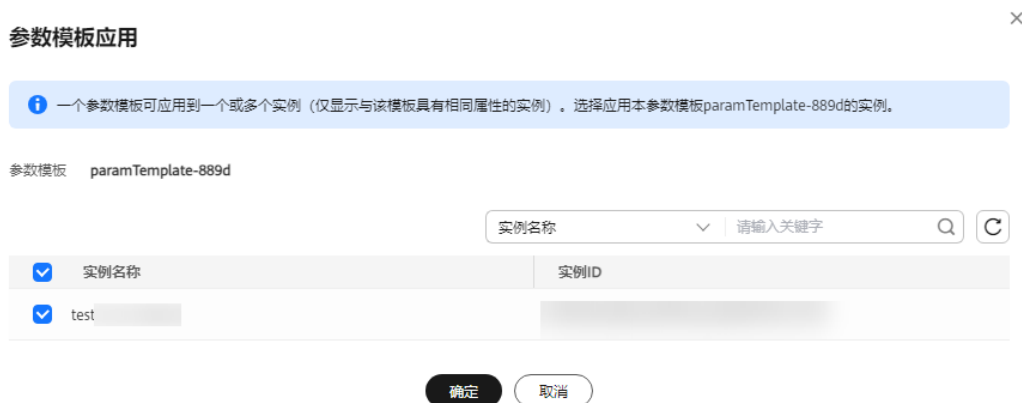 参数模板应用
一个参数模板可应用到一个或多个实例（仅显示与该模板具有相同属性的实例）。选择应用本参数模板paramTemplate-889d的实例。
参数模板 paramTemplate-889d
实例名称 请输入关键字
实例名称 实例ID
test
确定 取消